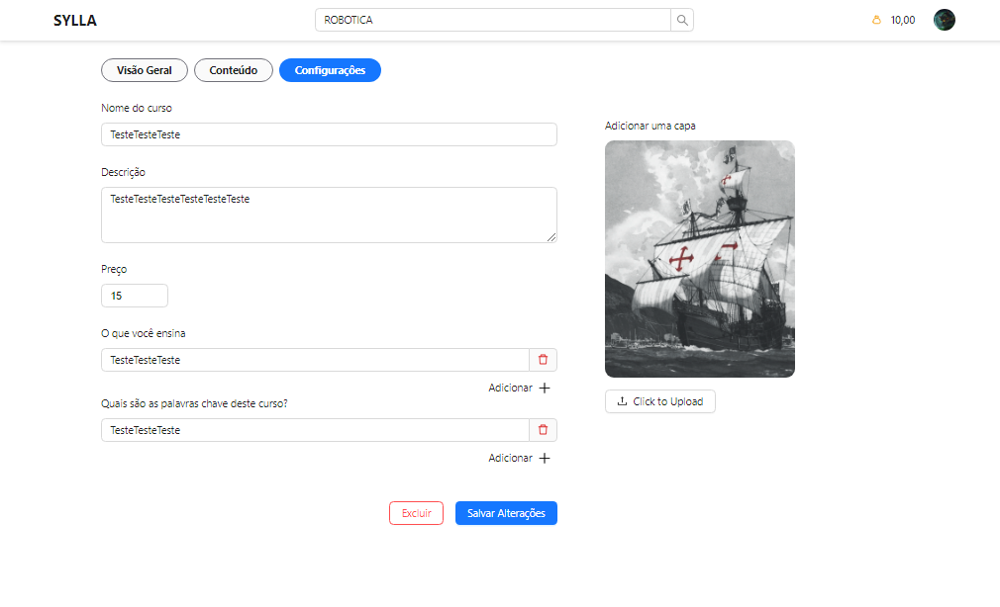 SYLLA
ROBOTICA
10,00
Visão Geral
Conteúdo
Configurações
Nome do curso
TesteTesteTeste
Descrição
TesteTesteTesteTesteTesteTeste
Preço
15
O que você ensina
TesteTesteTeste
Adicionar
Quais são as palavras chave deste curso?
TesteTesteTeste
Adicionar
Excluir
Salvar Alterações
Adicionar uma capa
Click to Upload